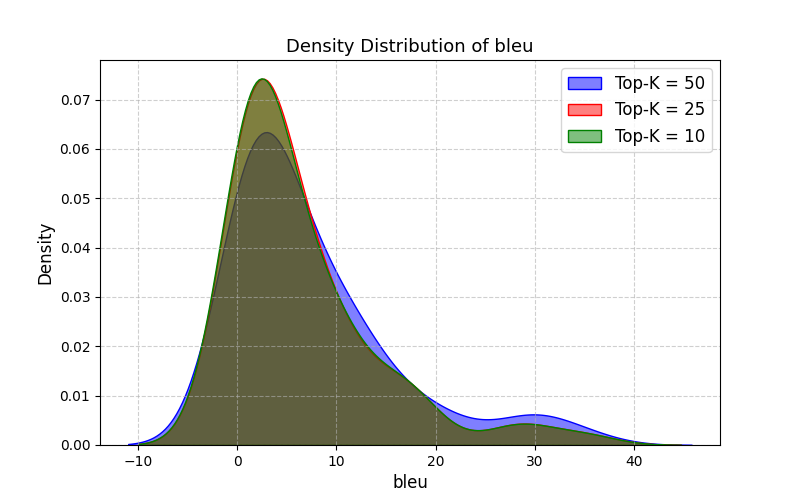 Density Distribution of bleu
Top-K = 50
Top-K = 25
Top-K = 10
Density
0.07
0.06
0.05
0.04
0.03
0.02
0.01
0.00
−10 0 10 20 30 40
bleu